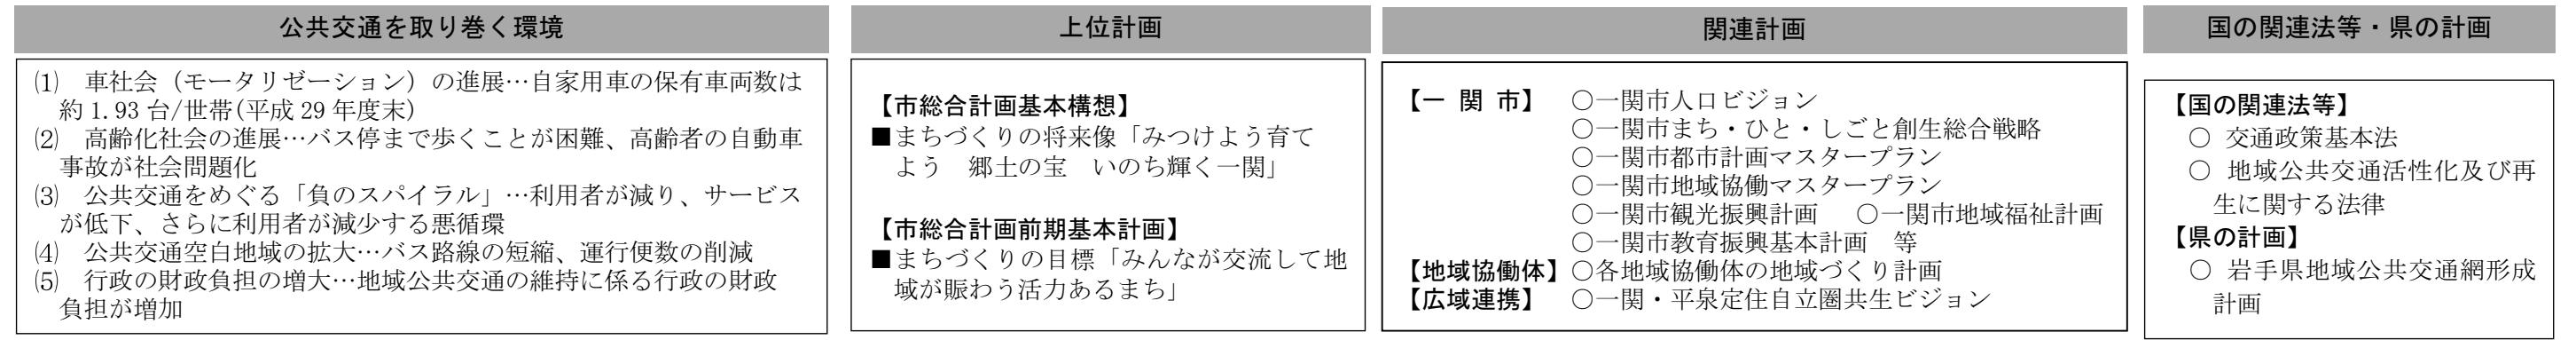 公共交通を取り巻く環境
⑴ 車社会(モータリゼーション)の進展…自家用車の保有車両数は
約1.93台/世帯(平成29年度末)
⑵ 高齢化社会の進展…バス停まで歩くことが困難、高齢者の自動車
事故が社会問題化
⑶ 公共交通をめぐる「負のスパイラル」…利用者が減り、サービス
が低下、さらに利用者が減少する悪循環
⑷ 公共交通空白地域の拡大…バス路線の短縮、運行便数の削減
⑸ 行政の財政負担の増大…地域公共交通の維持に係る行政の財政
負担が増加
上位計画
【市総合計画基本構想】
■まちづくりの将来像「みつけよう育て
よう 郷土の宝 いのち輝く一関」
【市総合計画前期基本計画】
■まちづくりの目標「みんなが交流して地
域が賑わう活力あるまち」
関連計画
【一 関 市】 ○一関市人口ビジョン
○一関市まち・ひと・しごと創生総合戦略
○一関市都市計画マスタープラン
○一関市地域協働マスタープラン
○一関市観光振興計画 ○一関市地域福祉計画
○一関市教育振興基本計画 等
【地域協働体】○各地域協働体の地域づくり計画
【広域連携】 ○一関・平泉定住自立圏共生ビジョン
国の関連法等・県の計画
【国の関連法等】
○ 交通政策基本法
○ 地域公共交通活性化及び再
生に関する法律
【県の計画】
○ 岩手県地域公共交通網形成
計画